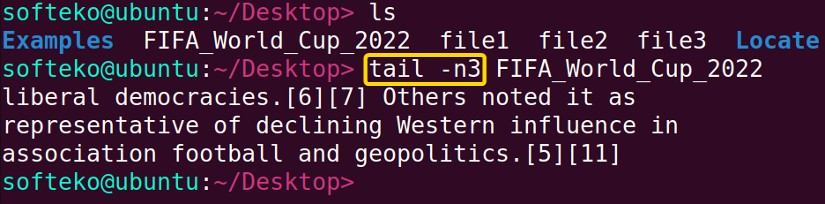 softeko@ubuntu:~/Desktop> ls
Examples  FIFA_World_Cup_2022  file1  file2  file3  Locate
softeko@ubuntu:~/Desktop> tail -n3 FIFA_World_Cup_2022
liberal democracies.[6][7] Others noted it as
representative of declining Western influence in
association football and geopolitics.[5][11]
softeko@ubuntu:~/Desktop>